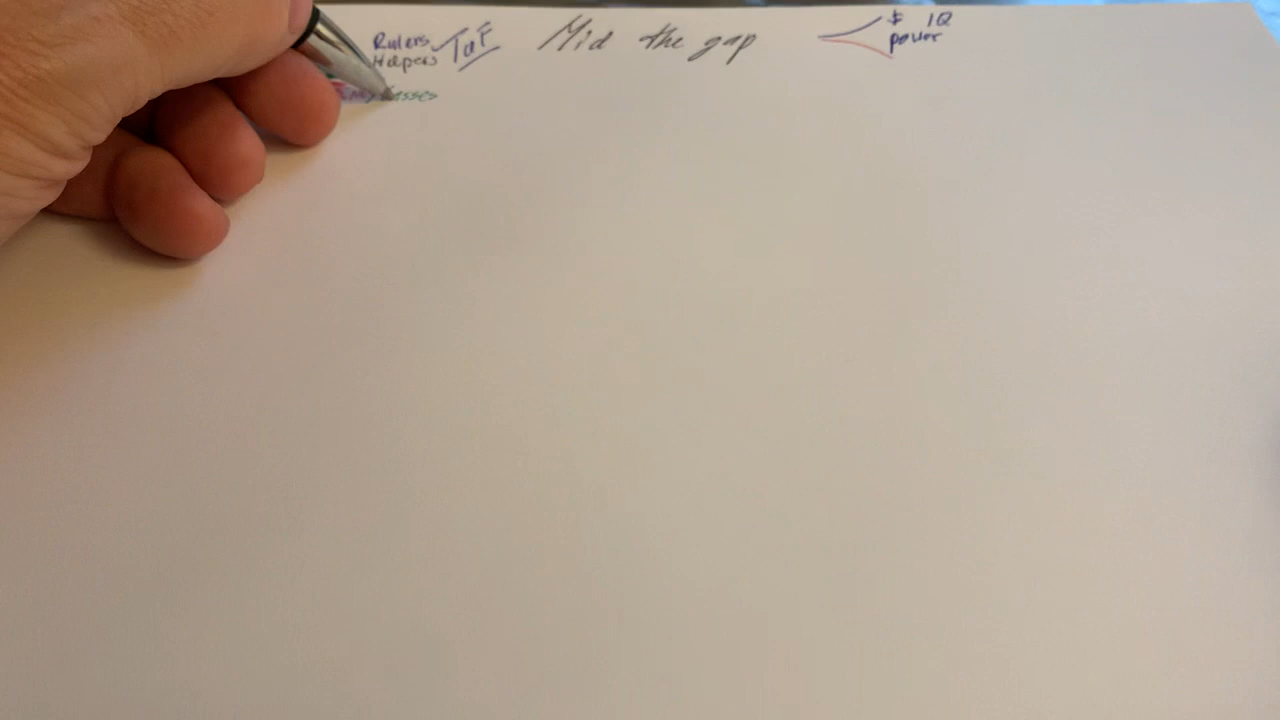 Rulers
Helpers
TaF
Mid the gap
$ IQ
power